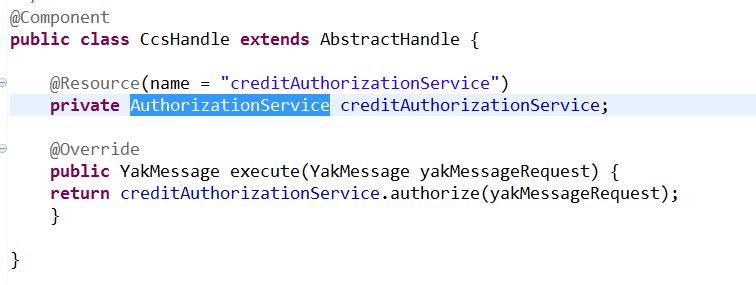 @Component
public class CcsHandle extends AbstractHandle {
@Resource(name = "creditAuthorizationService")
private AuthorizationService creditAuthorizationService;
@Override
public YakMessage execute(YakMessage yakMessageRequest) {
return creditAuthorizationService.authorize(yakMessageRequest);
}
}